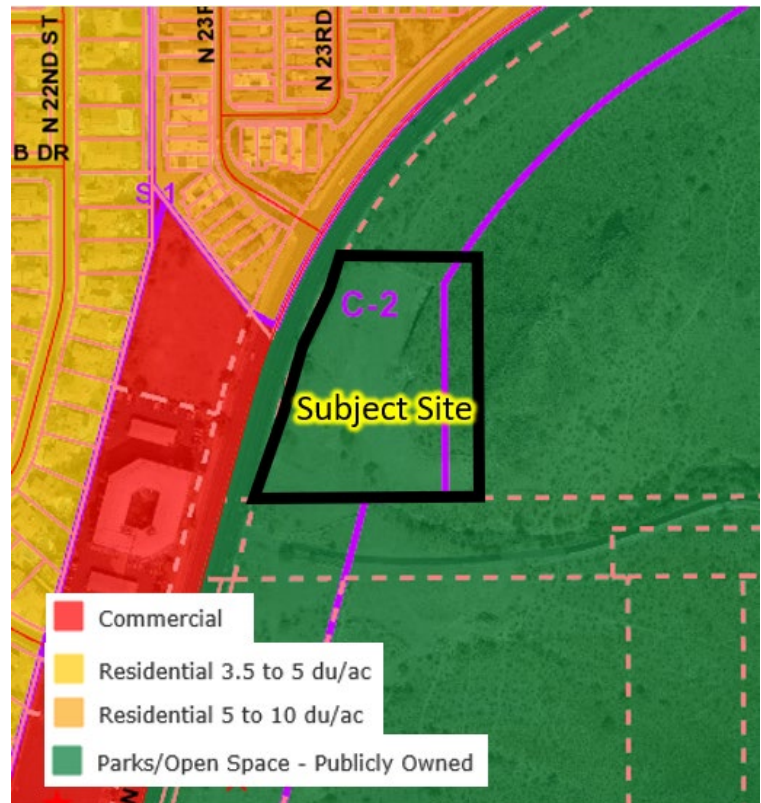 N 22ND ST
N 23R
N 23RD
B DR
S-1
C-2
Subject Site
Commercial
Residential 3.5 to 5 du/ac
Residential 5 to 10 du/ac
Parks/Open Space - Publicly Owned